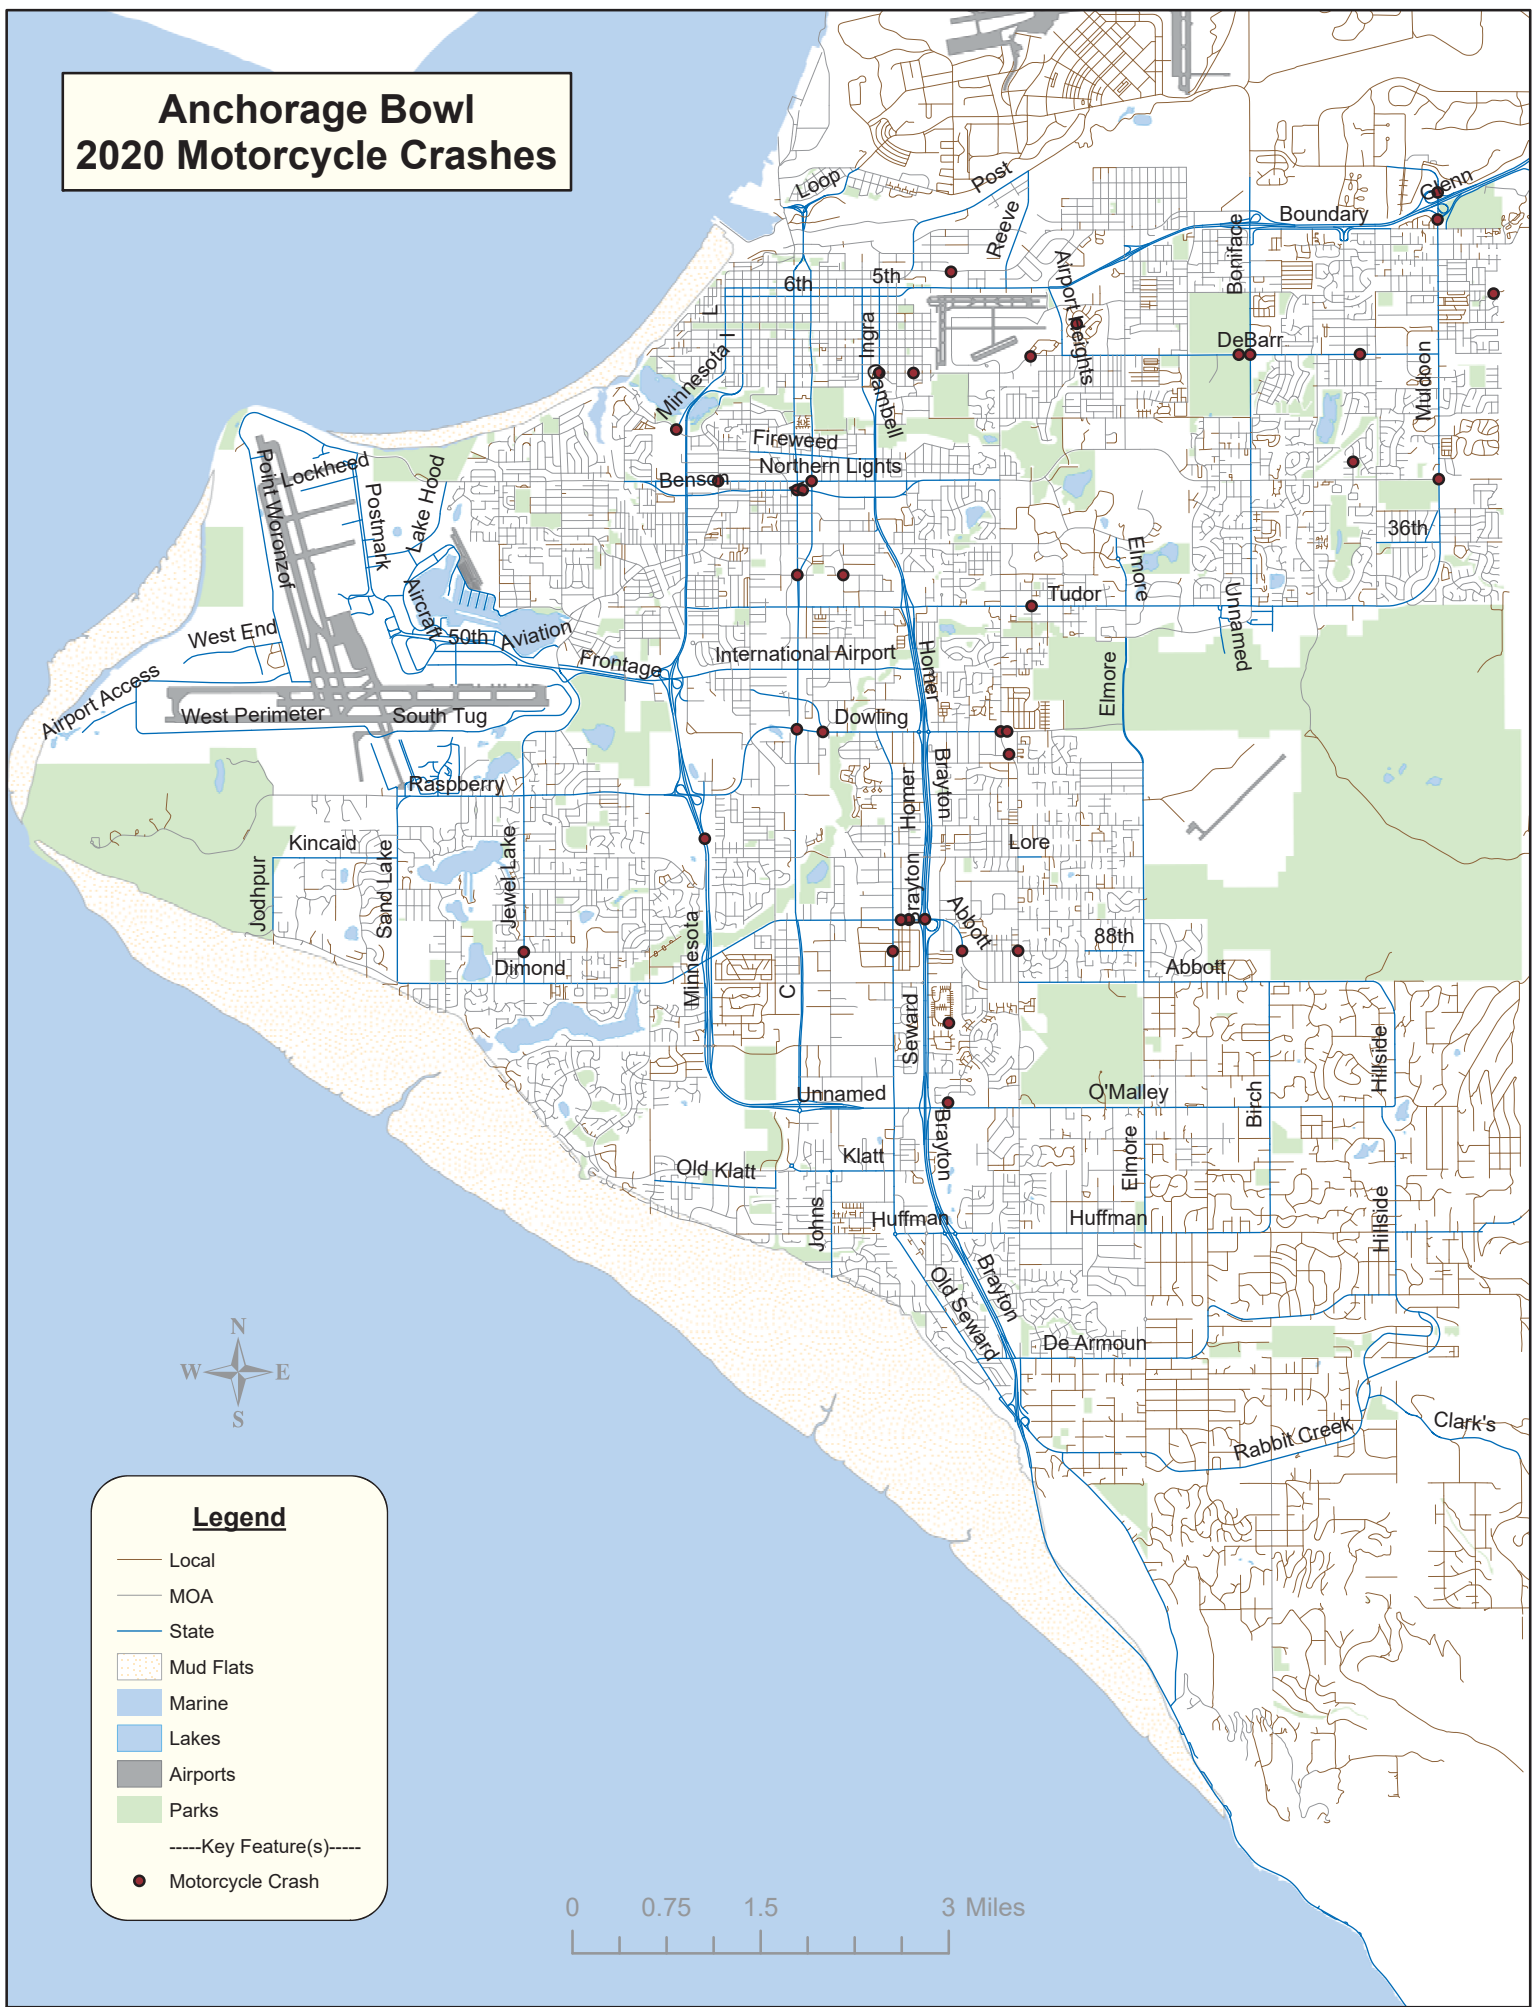 Anchorage Bowl
2020 Motorcycle Crashes
Loop
Post
Glenn
Reeve
Boundary
Boniface
Airport Heights
5th
6th
L
I
Ingra
DeBarr
Minnesota
Gambell
Muldoon
Fireweed
Northern Lights
Benson
Point Woronzof
Lockheed
Postmark
Lake Hood
36th
Elmore
Aircraft
Tudor
Unnamed
West End
50th
Aviation
Frontage
International Airport
Homer
Elmore
Airport Access
West Perimeter
South Tug
Dowling
Brayton
Homer
Raspberry
Kincaid
Jodhpur
Sand Lake
Jewel Lake
Lore
Brayton
Abbott
88th
Minnesota
Dimond
Abbott
C
Seward
Hillside
Unnamed
O'Malley
Birch
Brayton
Elmore
Klatt
Old Klatt
Johns
Huffman
Huffman
Hillside
Old Seward
Brayton
De Armoun
Rabbit Creek
Clark's
N
W
E
S
Legend
Local
MOA
State
Mud Flats
Marine
Lakes
Airports
Parks
-----Key Feature(s)-----
Motorcycle Crash
0 0.75 1.5 3 Miles